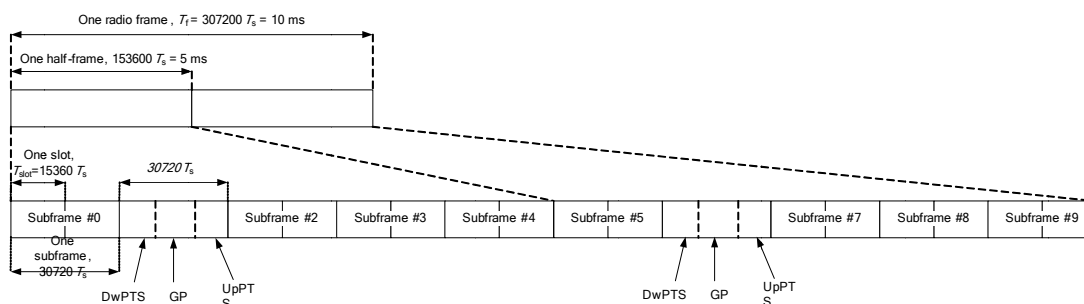 One radio frame, Tf = 307200 Ts = 10 ms
One half-frame, 153600 Ts = 5 ms
One slot,
Tslot=15360 Ts
30720 Ts
Subframe #0
Subframe #2
Subframe #3
Subframe #4
Subframe #5
Subframe #7
Subframe #8
Subframe #9
One
subframe,
30720 Ts
DwPTS
GP
UpPT
S
DwPTS
GP
UpPT
S